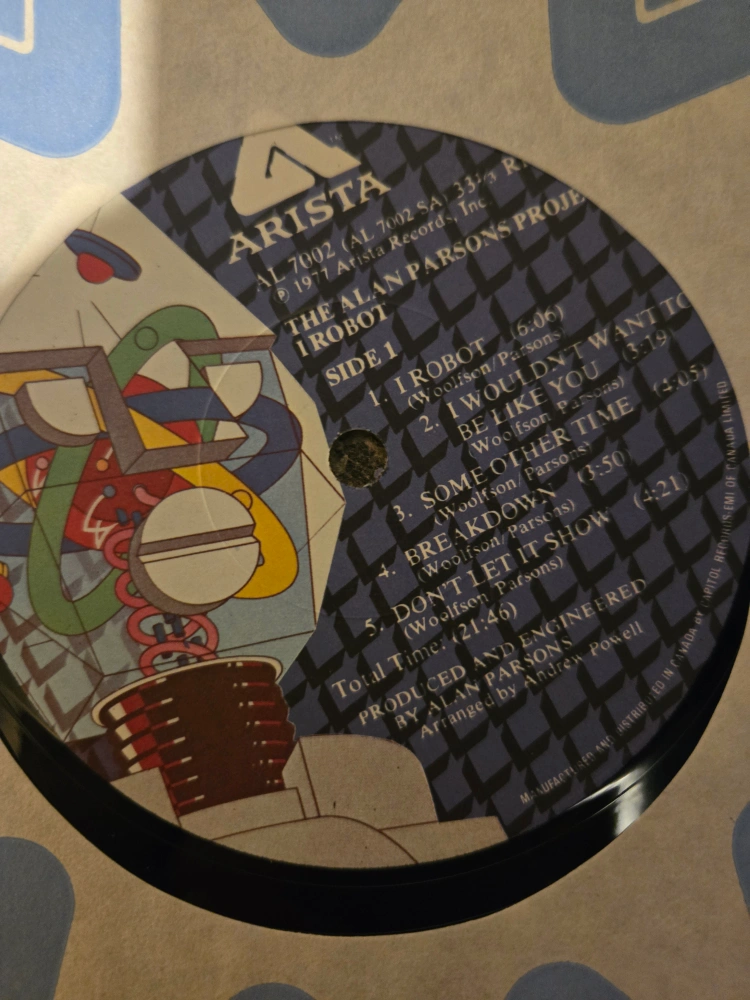 ARISTA
AL 7002 (AL 7002-SA) 33 1/3 R
℗ 1977 Arista Records, Inc.
THE ALAN PARSONS PROJE
I ROBOT
SIDE 1
1. I ROBOT (6:06)
(Woolfson/Parsons)
2. I WOULDN'T WANT TO
BE LIKE YOU (3:19)
(Woolfson/Parsons)
3. SOME OTHER TIME (4:05)
(Woolfson/Parsons)
4. BREAKDOWN (3:50)
(Woolfson/Parsons)
5. DON'T LET IT SHOW (4:21)
(Woolfson/Parsons)
Total Time: (21:46)
PRODUCED AND ENGINEERED
BY ALAN PARSONS
Arranged by Andrew Powell
MANUFACTURED AND DISTRIBUTED IN CANADA BY CAPITOL RECORDS-EMI OF CANADA LIMITED